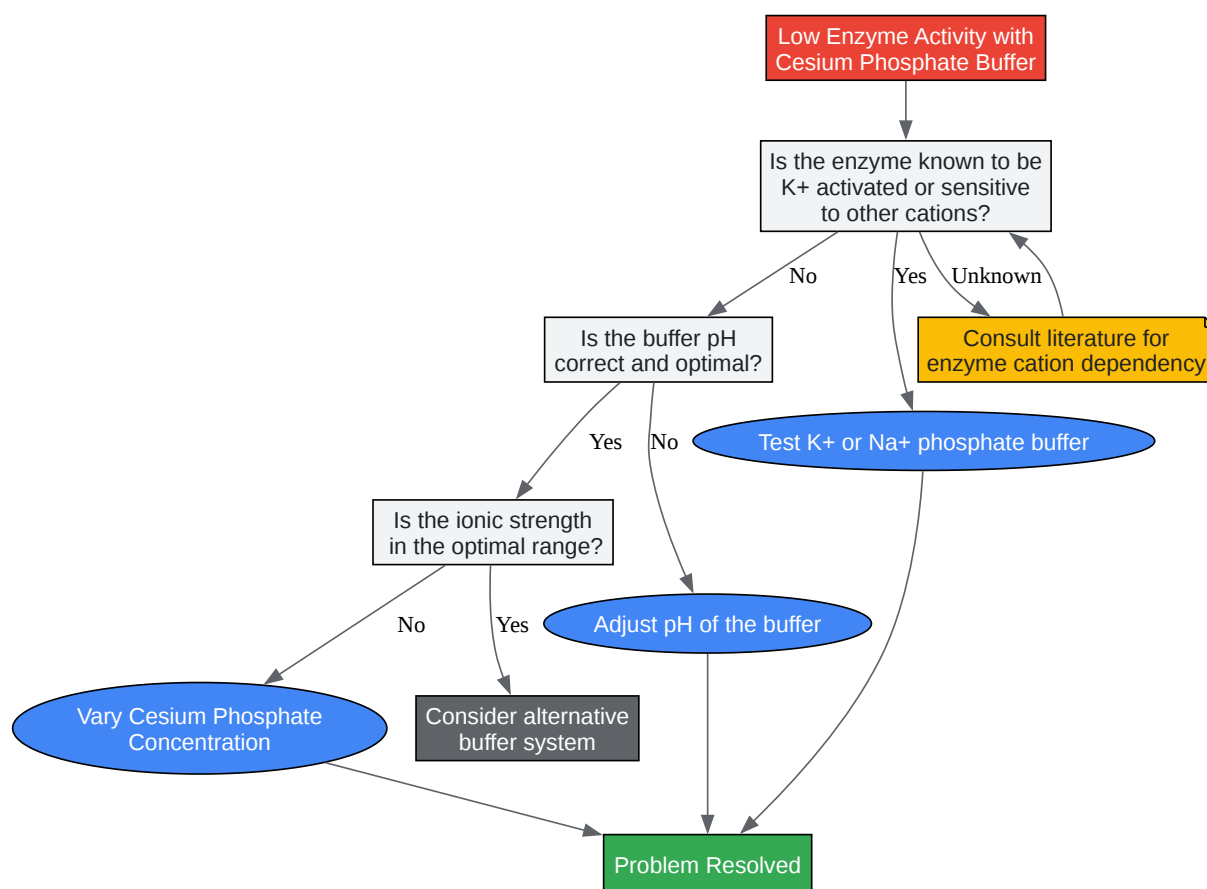 Low Enzyme Activity with
Cesium Phosphate Buffer
Is the enzyme known to be
K+ activated or sensitive
to other cations?
No
Yes
Unknown
Is the buffer pH
correct and optimal?
Consult literature for
enzyme cation dependency
Yes
No
Test K+ or Na+ phosphate buffer
Is the ionic strength
in the optimal range?
No
Yes
Adjust pH of the buffer
Vary Cesium Phosphate
Concentration
Consider alternative
buffer system
Problem Resolved